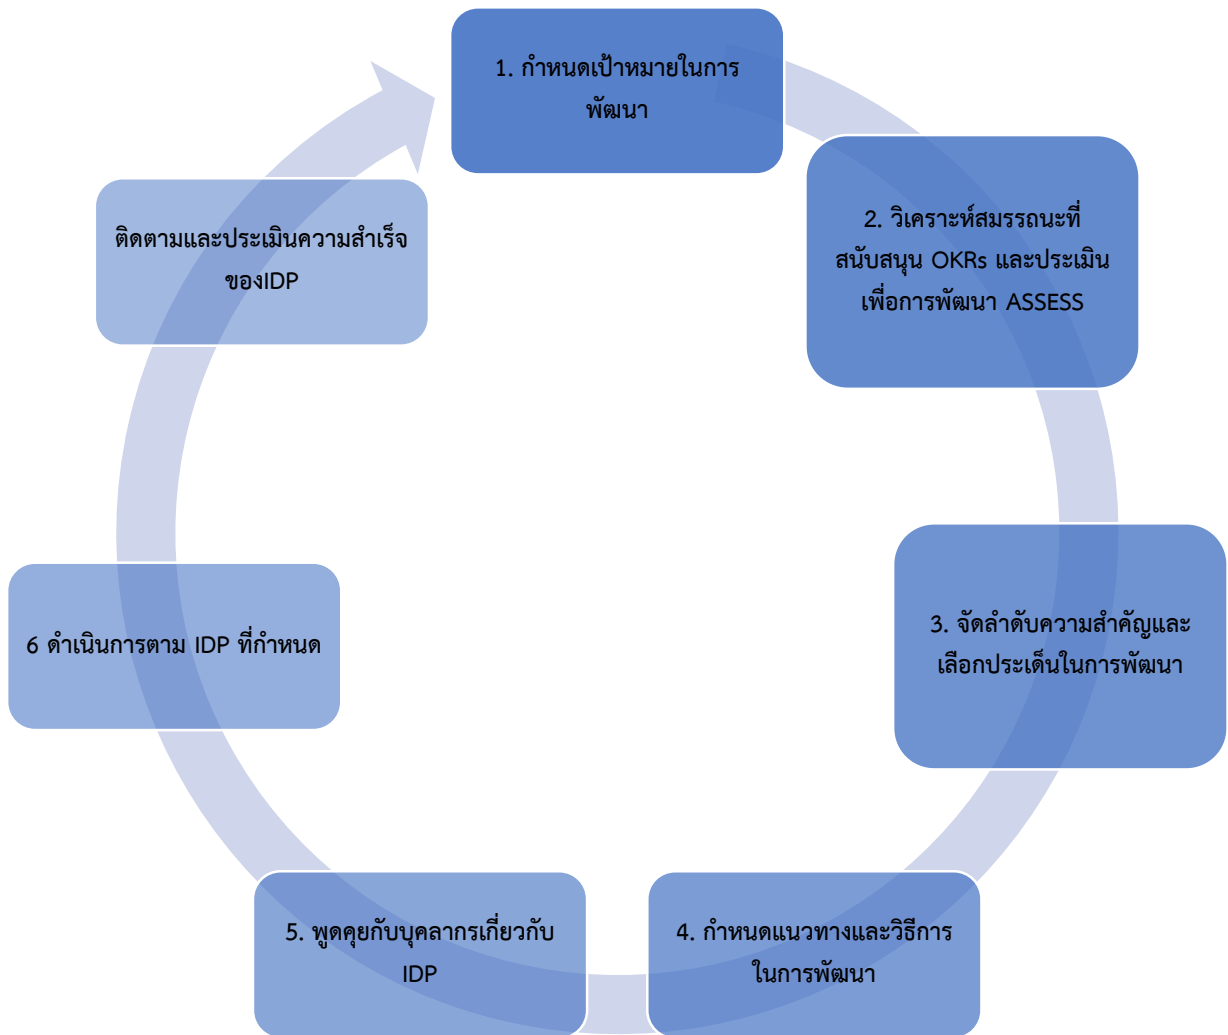 1. กำหนดเป้าหมายในการ
พัฒนา
2. วิเคราะห์สมรรถนะที่
สนับสนุน OKRs และประเมิน
เพื่อการพัฒนา ASSESS
3. จัดลำดับความสำคัญและ
เลือกประเด็นในการพัฒนา
4. กำหนดแนวทางและวิธีการ
ในการพัฒนา
5. พูดคุยกับบุคลากรเกี่ยวกับ
IDP
6 ดำเนินการตาม IDP ที่กำหนด
ติดตามและประเมินความสำเร็จ
ของIDP